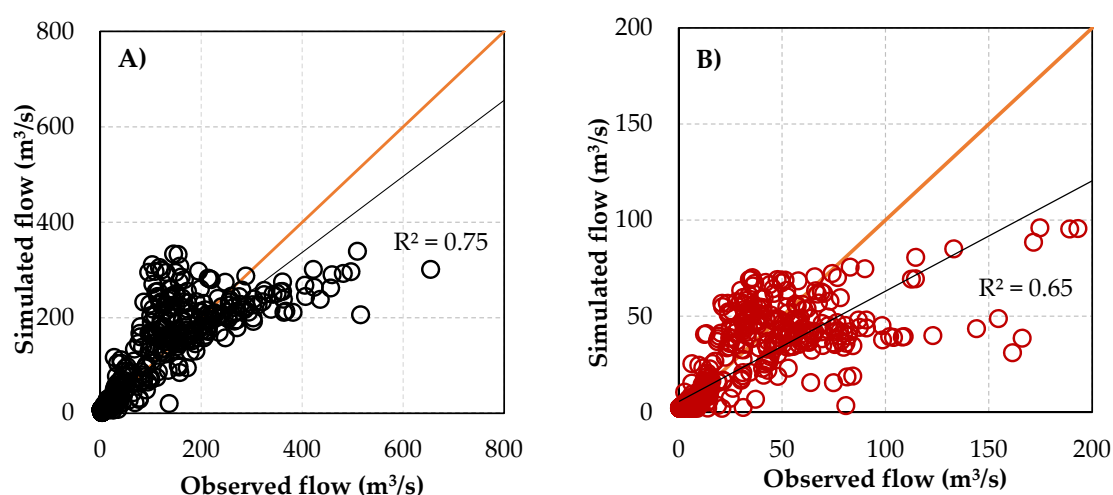 A)
Simulated flow (m³/s)
800
600
400
200
0
R² = 0.75
0 200 400 600 800
Observed flow (m³/s)
B)
Simulated flow (m³/s)
200
150
100
50
0
R² = 0.65
0 50 100 150 200
Observed flow (m³/s)